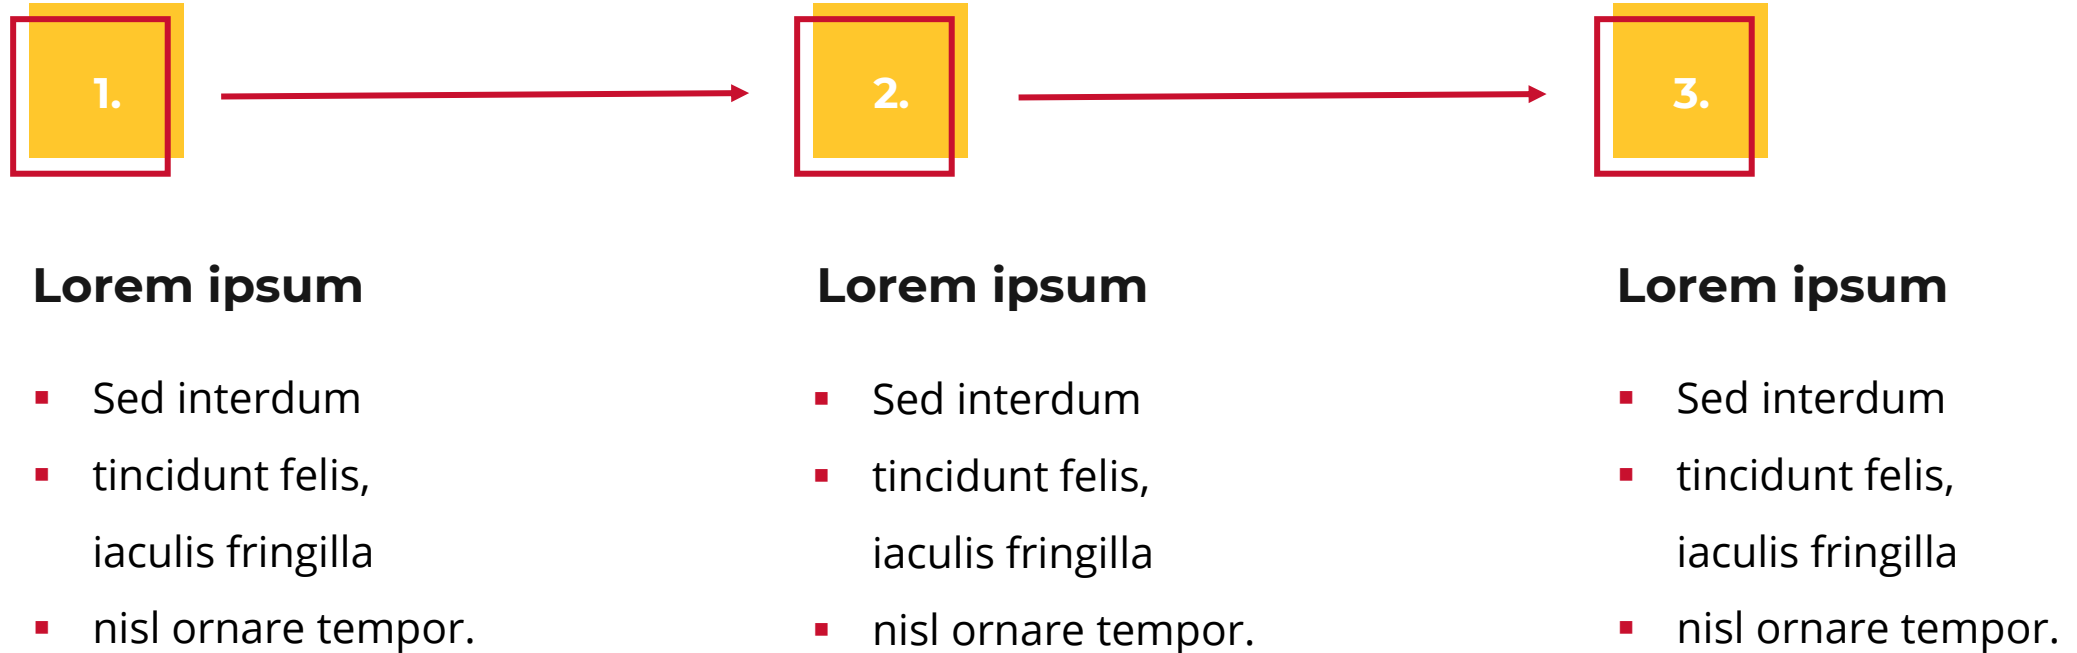 1.
2.
3.
Lorem ipsum
Sed interdum
tincidunt felis,
iaculis fringilla
nisl ornare tempor.
Lorem ipsum
Sed interdum
tincidunt felis,
iaculis fringilla
nisl ornare tempor.
Lorem ipsum
Sed interdum
tincidunt felis,
iaculis fringilla
nisl ornare tempor.